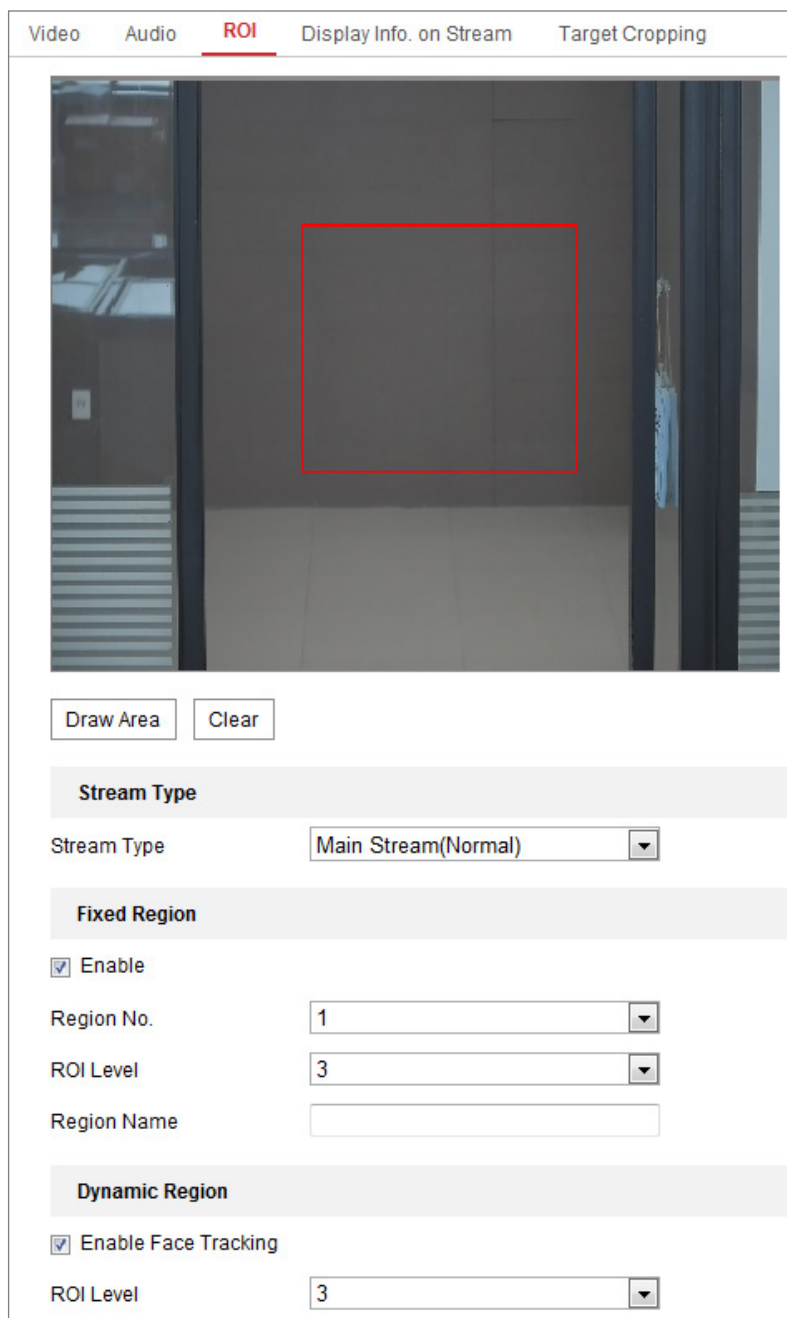 Video Audio ROI Display Info. on Stream Target Cropping
Draw Area Clear
Stream Type
Stream Type Main Stream(Normal)
Fixed Region
Enable
Region No. 1
ROI Level 3
Region Name
Dynamic Region
Enable Face Tracking
ROI Level 3